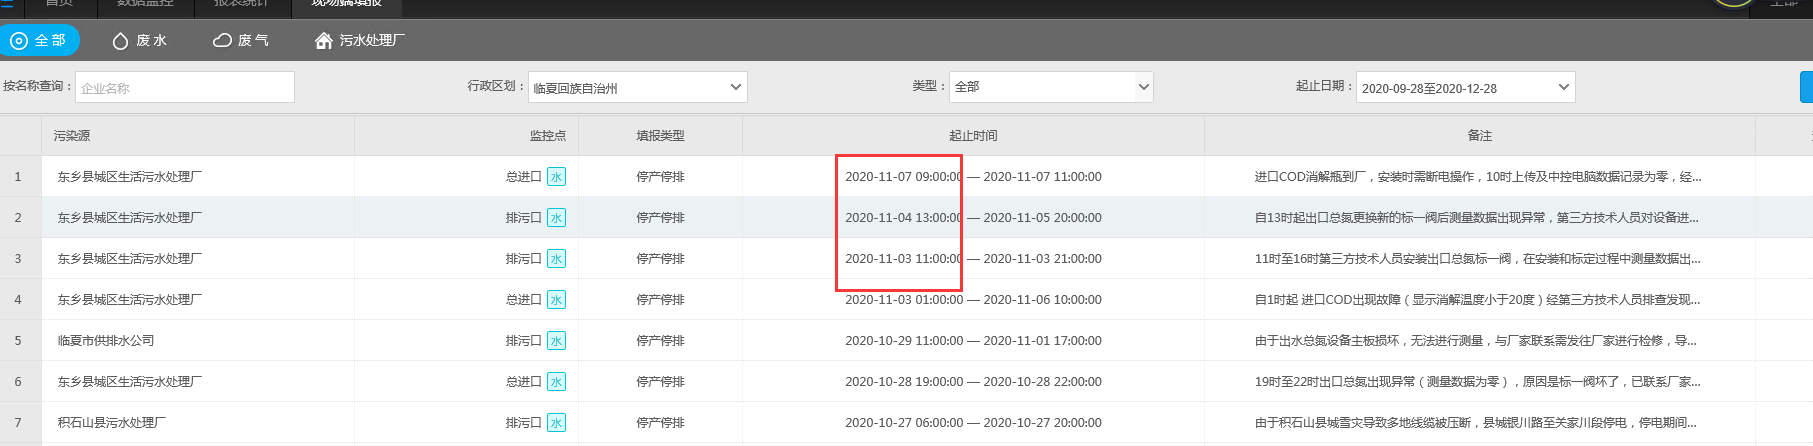 首页 数据监控 报表统计 现场端填报
全部 废水 废气 污水处理厂
按名称查询： 企业名称 行政区划： 临夏回族自治州 类型： 全部 起止日期： 2020-09-28至2020-12-28
污染源 监控点 填报类型 起止时间 备注
1 东乡县城区生活污水处理厂 总进口 水 停产停排 2020-11-07 09:00:00 — 2020-11-07 11:00:00 进口COD消解瓶到厂，安装时需断电操作，10时上传及中控电脑数据记录为零，经...
2 东乡县城区生活污水处理厂 排污口 水 停产停排 2020-11-04 13:00:00 — 2020-11-05 20:00:00 自13时起出口总氮更换新的标一阀后测量数据出现异常，第三方技术人员对设备进...
3 东乡县城区生活污水处理厂 排污口 水 停产停排 2020-11-03 11:00:00 — 2020-11-03 21:00:00 11时至16时第三方技术人员安装出口总氮标一阀，在安装和标定过程中测量数据出...
4 东乡县城区生活污水处理厂 总进口 水 停产停排 2020-11-03 01:00:00 — 2020-11-06 10:00:00 自1时起 进口COD出现故障（显示消解温度小于20度）经第三方技术人员排查发现...
5 临夏市供排水公司 排污口 水 停产停排 2020-10-29 11:00:00 — 2020-11-01 17:00:00 由于出水总氮设备主板损坏，无法进行测量，与厂家联系需发往厂家进行检修，导...
6 东乡县城区生活污水处理厂 总进口 水 停产停排 2020-10-28 19:00:00 — 2020-10-28 22:00:00 19时至22时出口总氮出现异常（测量数据为零），原因是标一阀坏了，已联系厂家...
7 积石山县污水处理厂 排污口 水 停产停排 2020-10-27 06:00:00 — 2020-10-27 20:00:00 由于积石山县城雪灾导致多地线缆被压断，县城银川路至关家川段停电，停电期间...